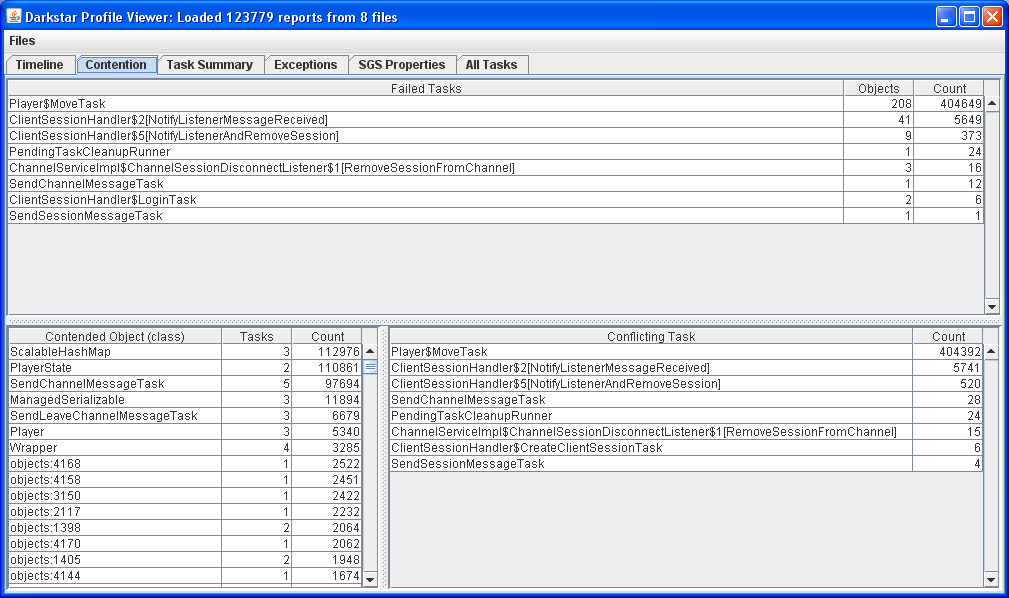 Darkstar Profile Viewer: Loaded 123779 reports from 8 files
Files
Timeline Contention Task Summary Exceptions SGS Properties All Tasks
Failed Tasks Objects Count
Player$MoveTask 208 404649
ClientSessionHandler$2[NotifyListenerMessageReceived] 41 5649
ClientSessionHandler$5[NotifyListenerAndRemoveSession] 9 373
PendingTaskCleanupRunner 1 24
ChannelServiceImpl$ChannelSessionDisconnectListener$1[RemoveSessionFromChannel] 3 16
SendChannelMessageTask 1 12
ClientSessionHandler$LoginTask 2 6
SendSessionMessageTask 1 1
Contended Object (class) Tasks Count
ScalableHashMap 3 112976
PlayerState 2 110861
SendChannelMessageTask 5 97694
ManagedSerializable 3 11894
SendLeaveChannelMessageTask 3 6679
Player 3 5340
Wrapper 4 3285
objects:4168 1 2522
objects:4158 1 2451
objects:3150 1 2422
objects:2117 1 2232
objects:1398 2 2064
objects:4170 1 2062
objects:1405 2 1948
objects:4144 1 1674
Conflicting Task Count
Player$MoveTask 404392
ClientSessionHandler$2[NotifyListenerMessageReceived] 5741
ClientSessionHandler$5[NotifyListenerAndRemoveSession] 520
SendChannelMessageTask 28
PendingTaskCleanupRunner 24
ChannelServiceImpl$ChannelSessionDisconnectListener$1[RemoveSessionFromChannel] 15
ClientSessionHandler$CreateClientSessionTask 6
SendSessionMessageTask 4